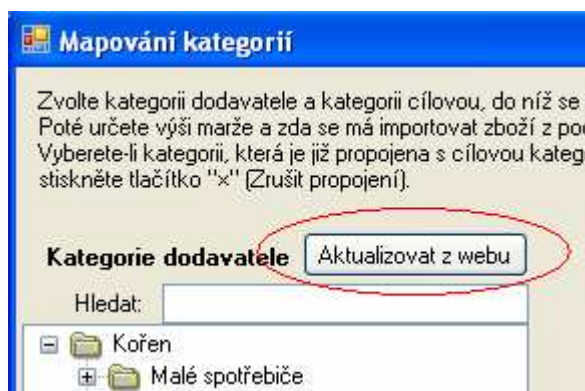 Mapování kategorií
Zvolte kategorii dodavatele a kategorii cílovou, do níž se
Poté určete výši marže a zda se má importovat zboží z
Vyberete-li kategorii, která je již propojena s cílovou
stiskněte tlačítko "×" (Zrušit propojení).
Kategorie dodavatele Aktualizovat z webu
Hledat:
Kořen
Malé spotřebiče